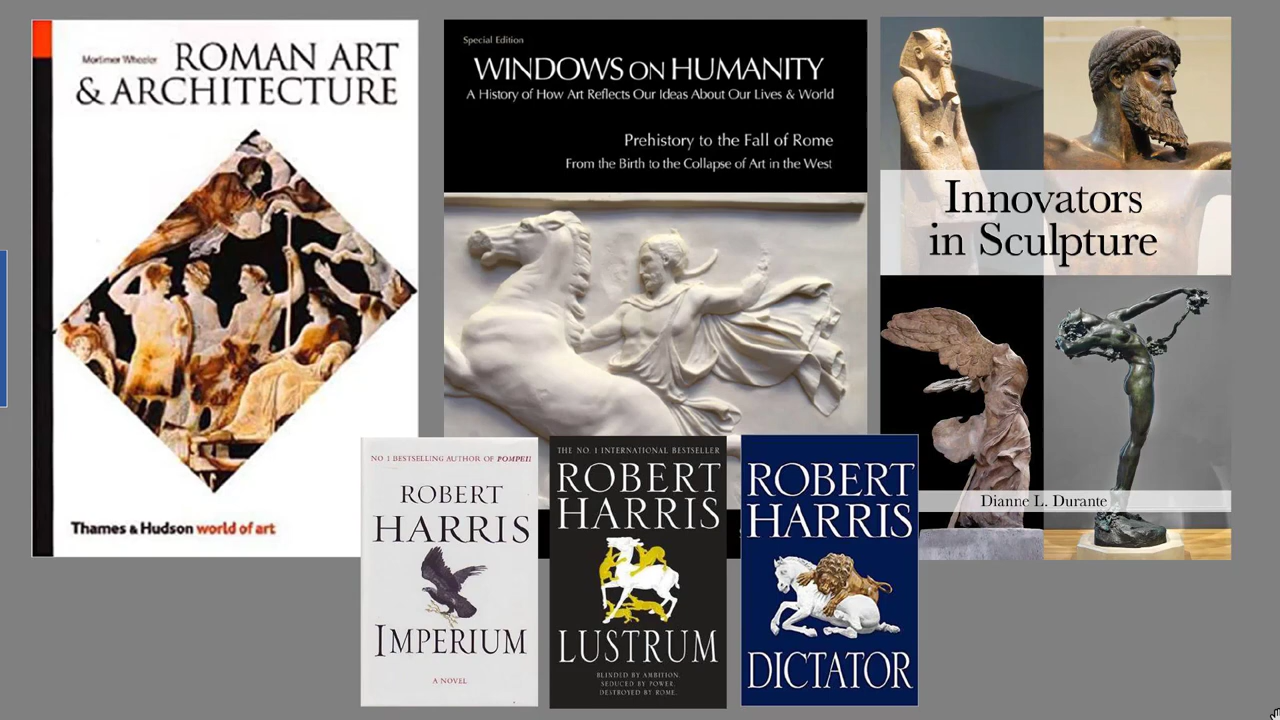 Mortimer Wheeler ROMAN ART
& ARCHITECTURE
Thames & Hudson world of art
Special Edition
WINDOWS ON HUMANITY
A History of How Art Reflects Our Ideas About Our Lives & World
Prehistory to the Fall of Rome
From the Birth to the Collapse of Art in the West
Innovators
in Sculpture
Dianne L. Durante
NO 1 BESTSELLING AUTHOR OF POMPEII
ROBERT
HARRIS
IMPERIUM
A NOVEL
THE NO. 1 INTERNATIONAL BESTSELLER
ROBERT
HARRIS
LUSTRUM
BLINDED BY AMBITION.
SEDUCED BY POWER.
DESTROYED BY ROME.
ROBERT
HARRIS
DICTATOR